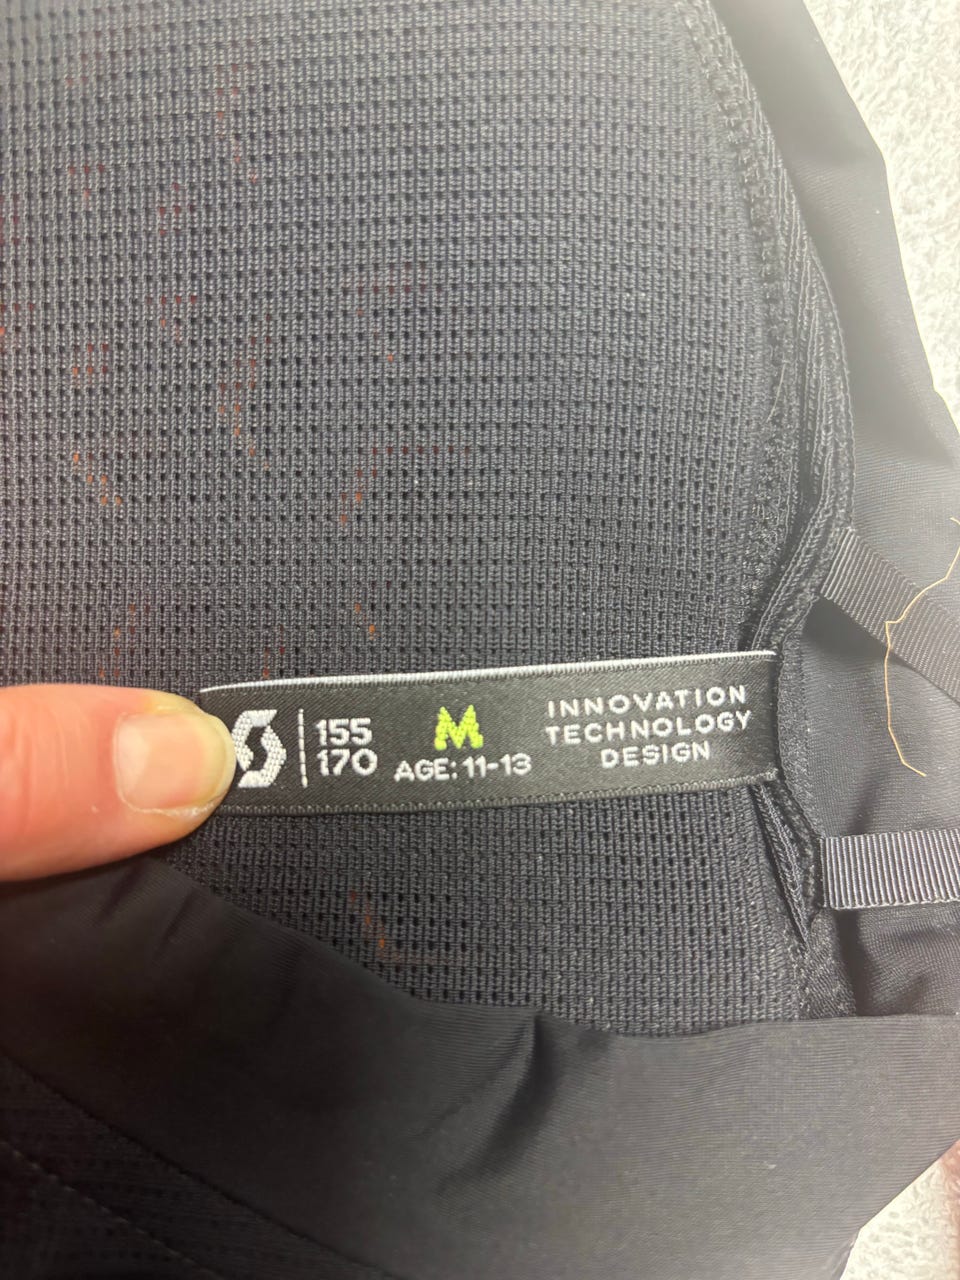 155
170
M
AGE: 11-13
INNOVATION
TECHNOLOGY
DESIGN